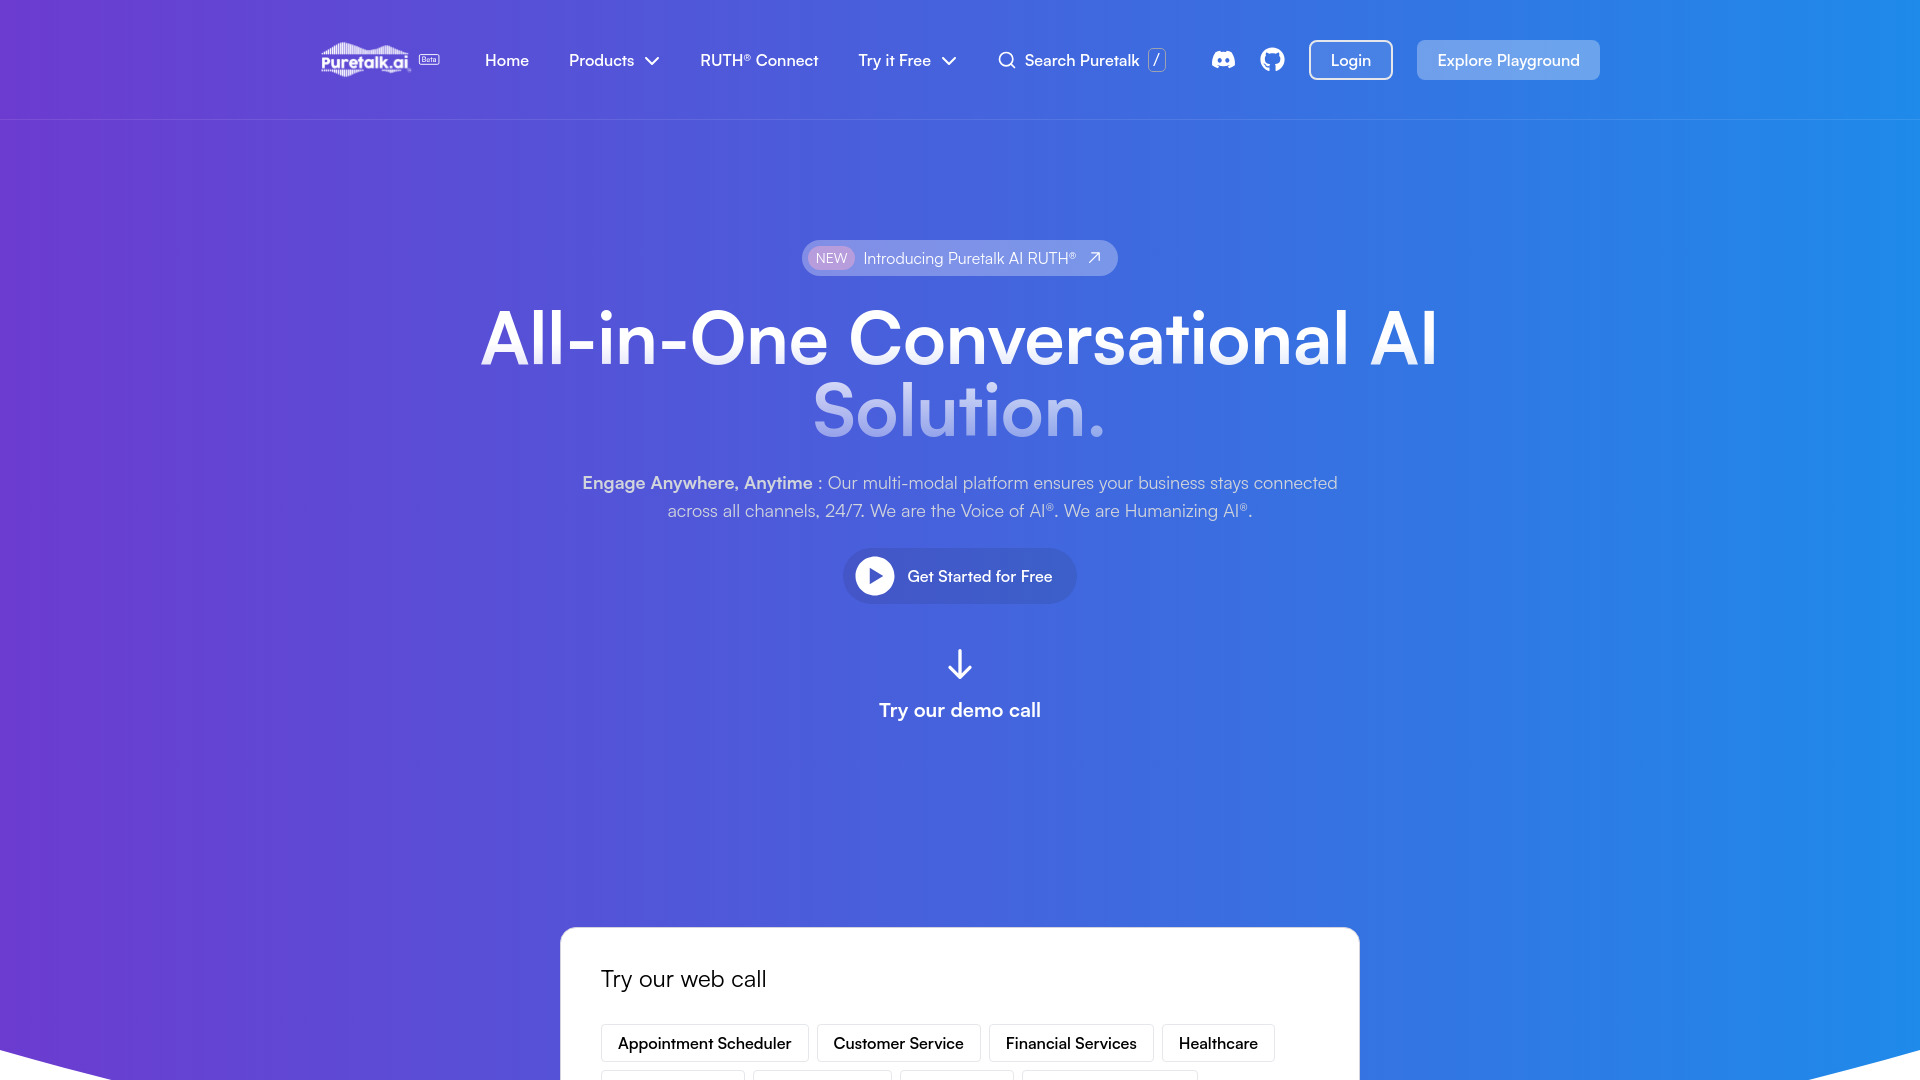 Puretalk.ai Beta
Home
Products
RUTH® Connect
Try it Free
Search Puretalk /
Login
Explore Playground
NEW Introducing Puretalk AI RUTH®
All-in-One Conversational AI
Solution.
Engage Anywhere, Anytime : Our multi-modal platform ensures your business stays connected
across all channels, 24/7. We are the Voice of AI®. We are Humanizing AI®.
Get Started for Free
Try our demo call
Try our web call
Appointment Scheduler
Customer Service
Financial Services
Healthcare